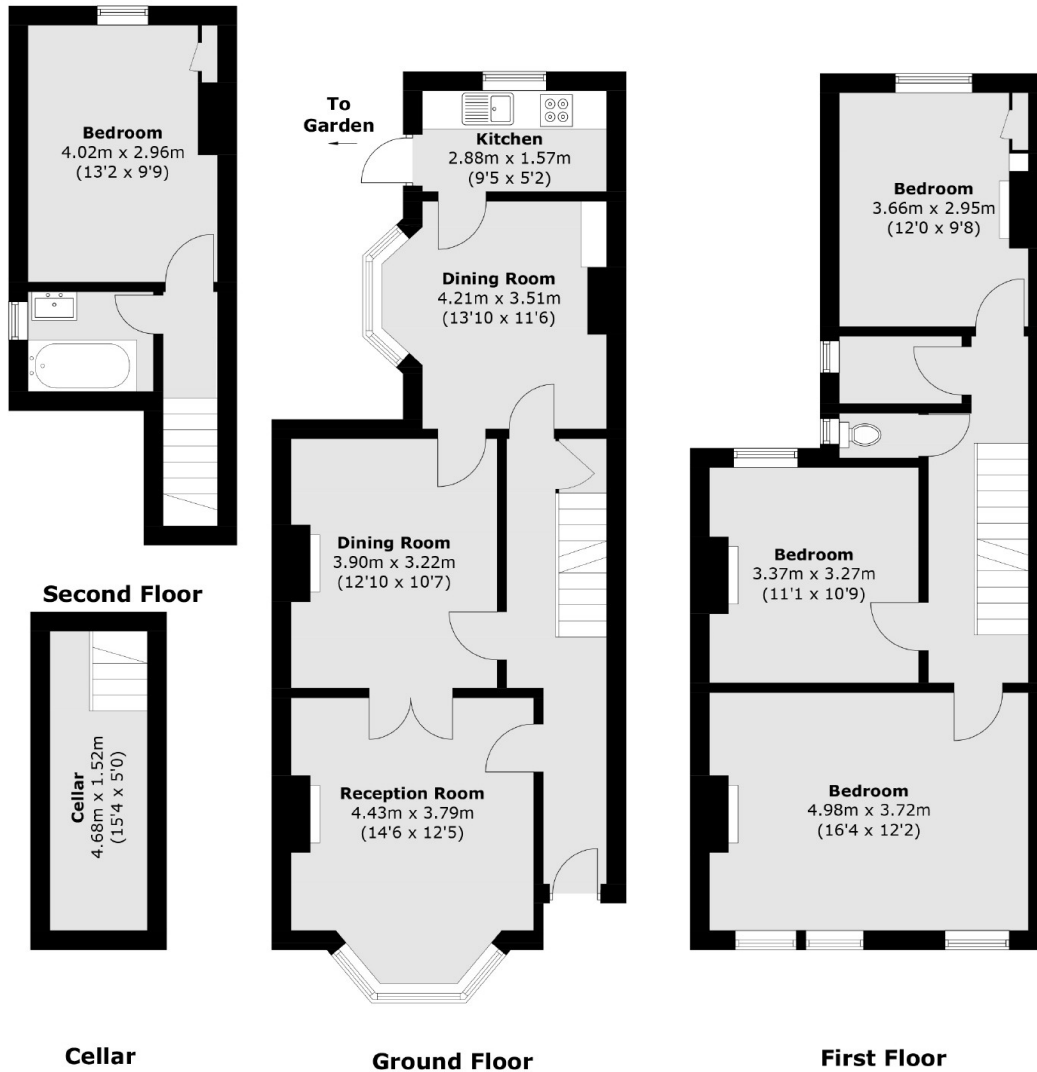 Bedroom
4.02m x 2.96m
(13'2 x 9'9)
Second Floor
Cellar
4.68m x 1.52m
(15'4 x 5'0)
Cellar
To
Garden
Kitchen
2.88m x 1.57m
(9'5 x 5'2)
Dining Room
4.21m x 3.51m
(13'10 x 11'6)
Dining Room
3.90m x 3.22m
(12'10 x 10'7)
Reception Room
4.43m x 3.79m
(14'6 x 12'5)
Ground Floor
Bedroom
3.66m x 2.95m
(12'0 x 9'8)
Bedroom
3.37m x 3.27m
(11'1 x 10'9)
Bedroom
4.98m x 3.72m
(16'4 x 12'2)
First Floor